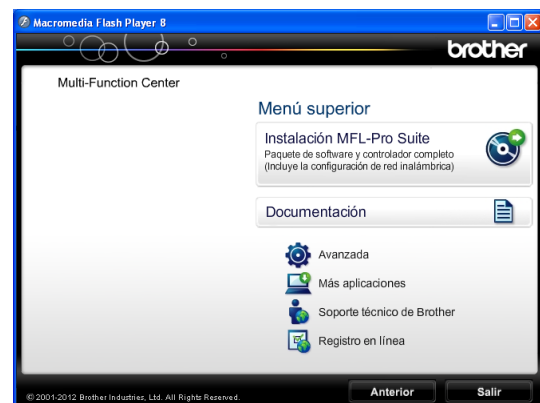 Macromedia Flash Player 8
brother
Multi-Function Center
Menú superior
Instalación MFL-Pro Suite
Paquete de software y controlador completo
(Incluye la configuración de red inalámbrica)
Documentación
Avanzada
Más aplicaciones
Soporte técnico de Brother
Registro en línea
© 2001-2012 Brother Industries, Ltd. All Rights Reserved.
Anterior
Salir